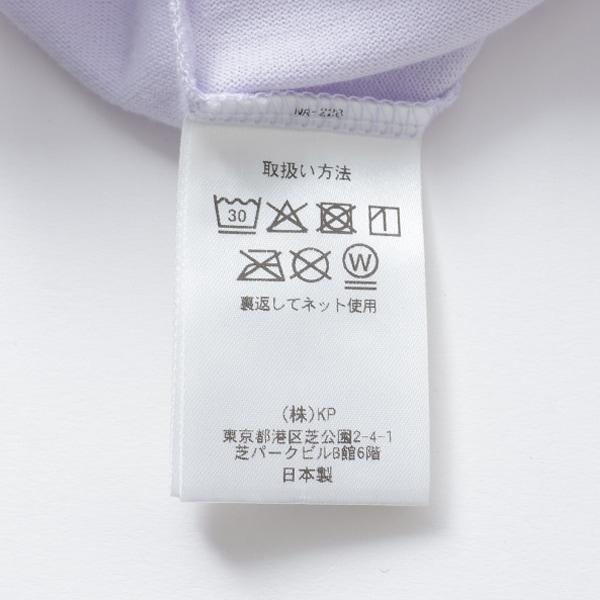 取扱い方法
30
W
裏返してネット使用
(株)KP
東京都港区芝公園2-4-1
芝パークビルB館6階
日本製